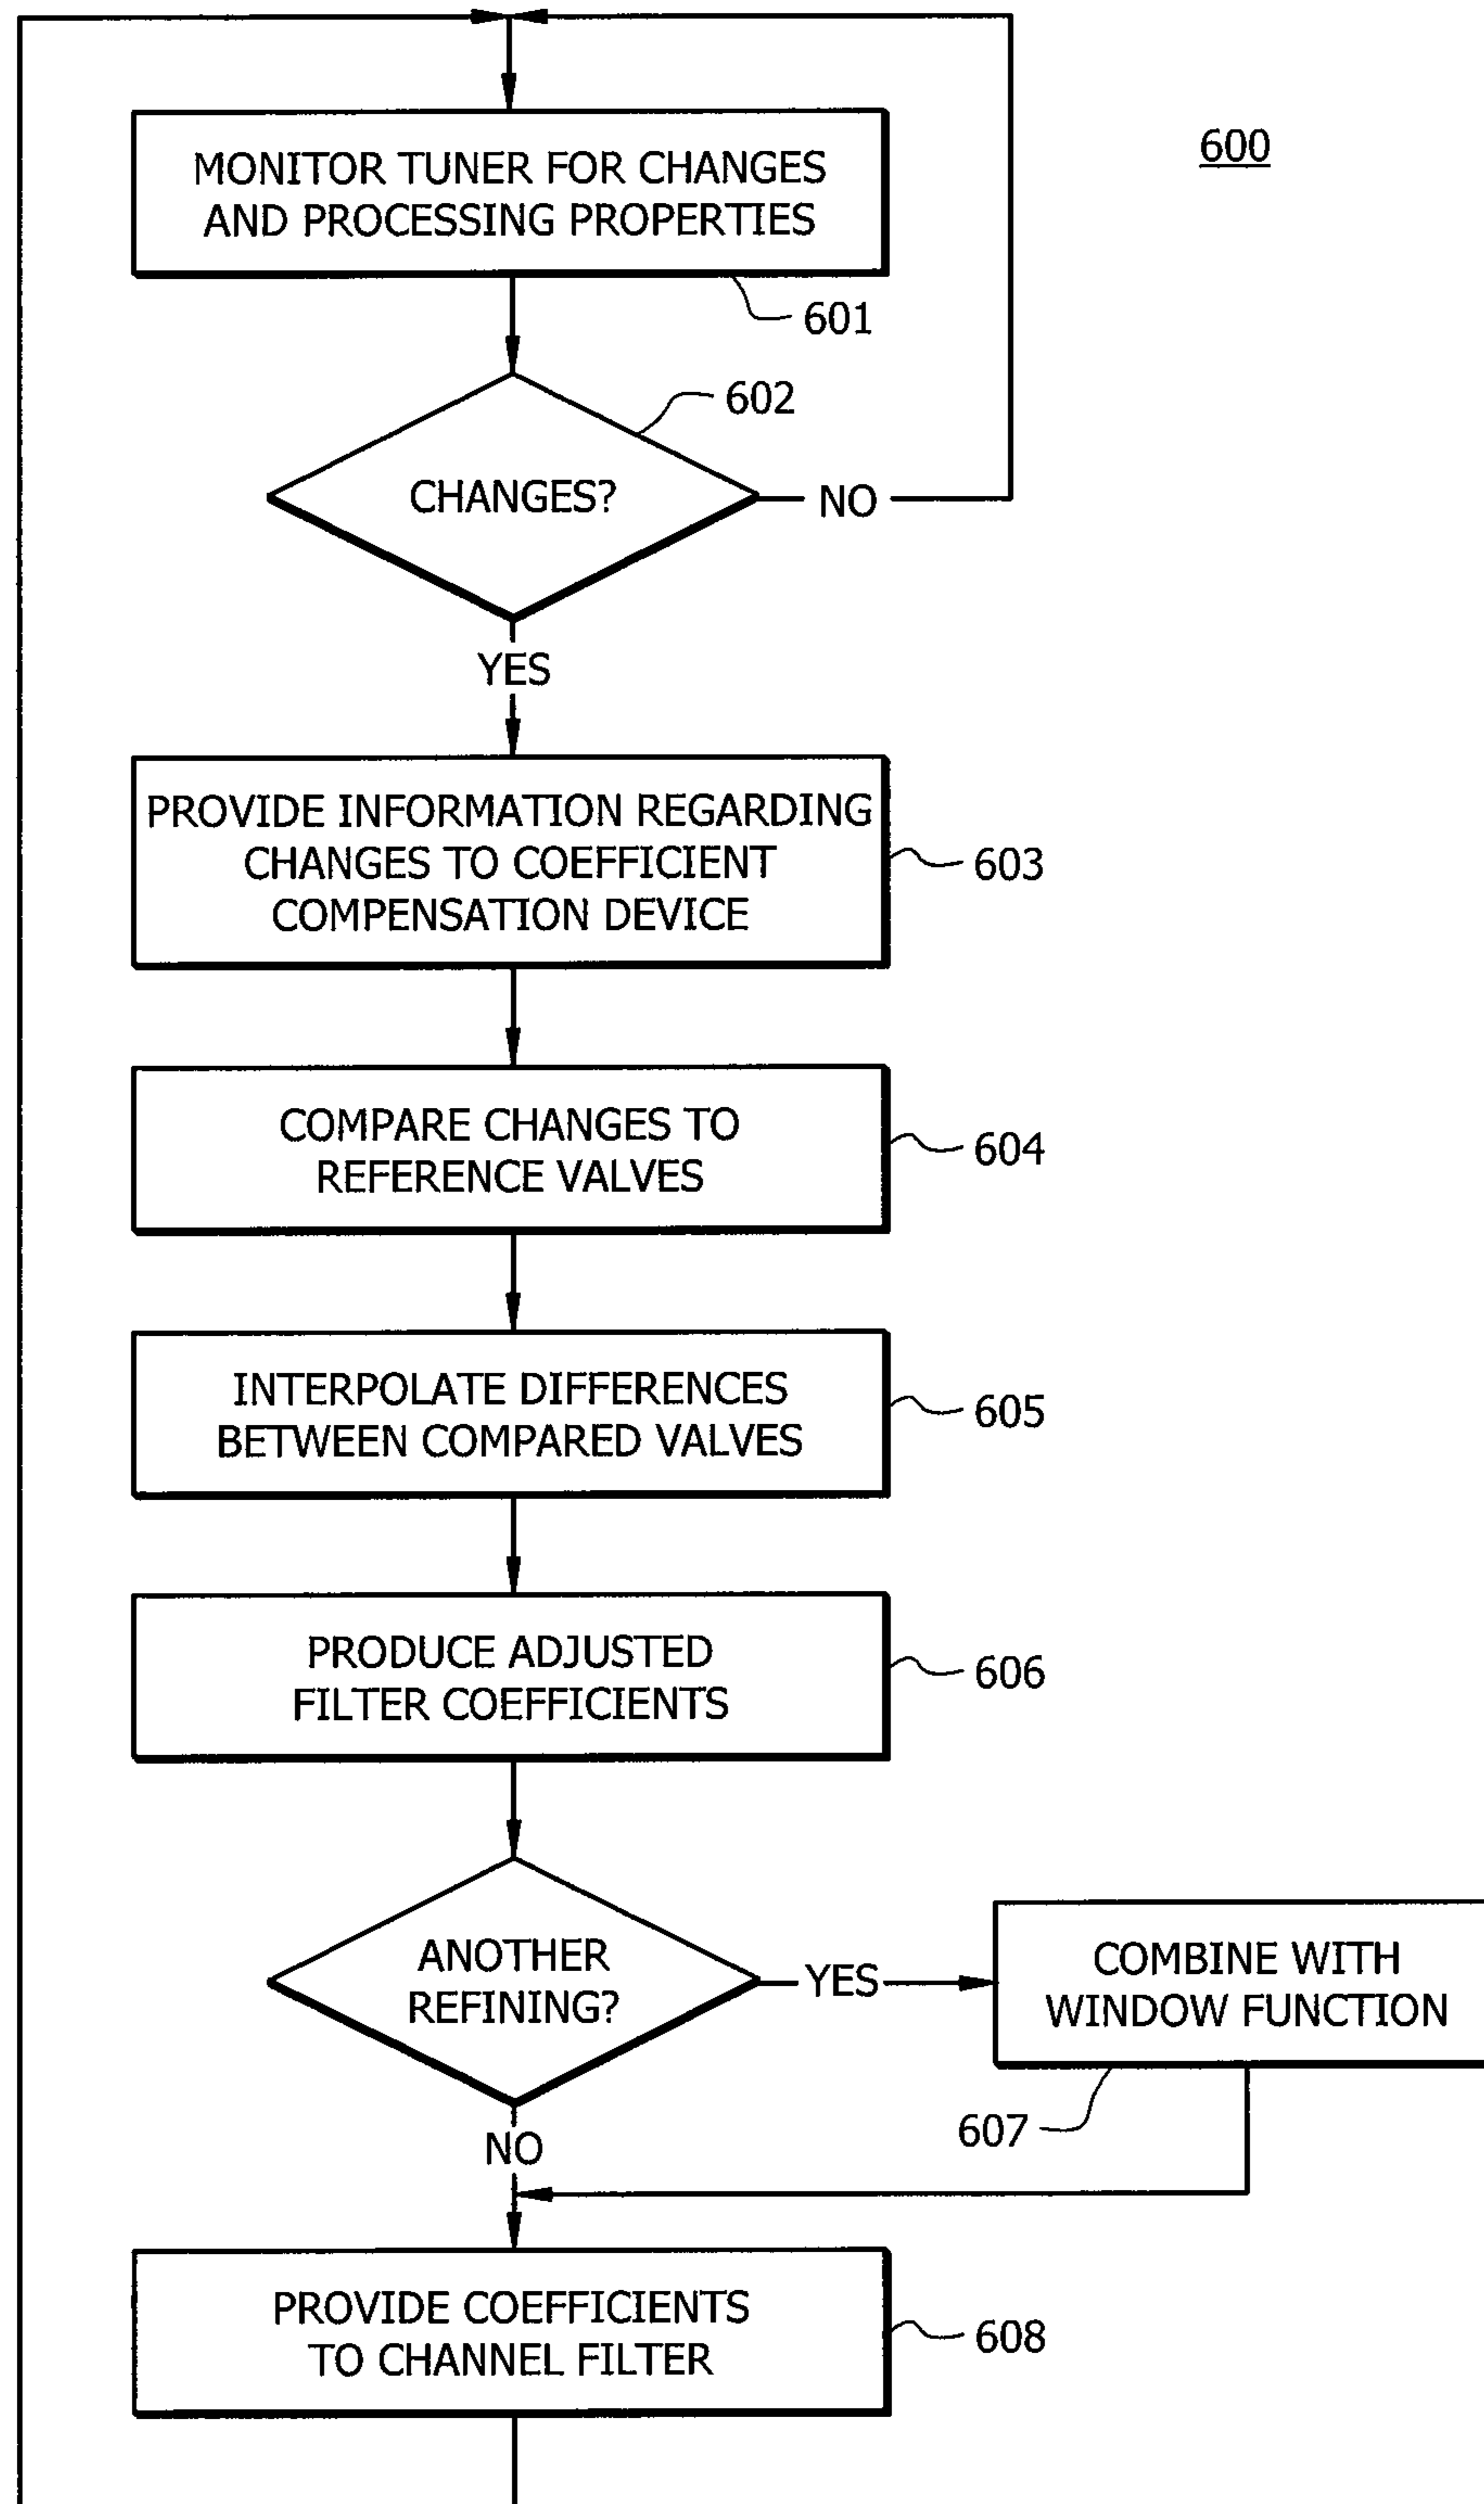 600
MONITOR TUNER FOR CHANGES
AND PROCESSING PROPERTIES
601
602
CHANGES?
NO
YES
PROVIDE INFORMATION REGARDING
CHANGES TO COEFFICIENT
COMPENSATION DEVICE
603
COMPARE CHANGES TO
REFERENCE VALVES
604
INTERPOLATE DIFFERENCES
BETWEEN COMPARED VALVES
605
PRODUCE ADJUSTED
FILTER COEFFICIENTS
606
ANOTHER
REFINING?
YES
COMBINE WITH
WINDOW FUNCTION
607
NO
PROVIDE COEFFICIENTS
TO CHANNEL FILTER
608